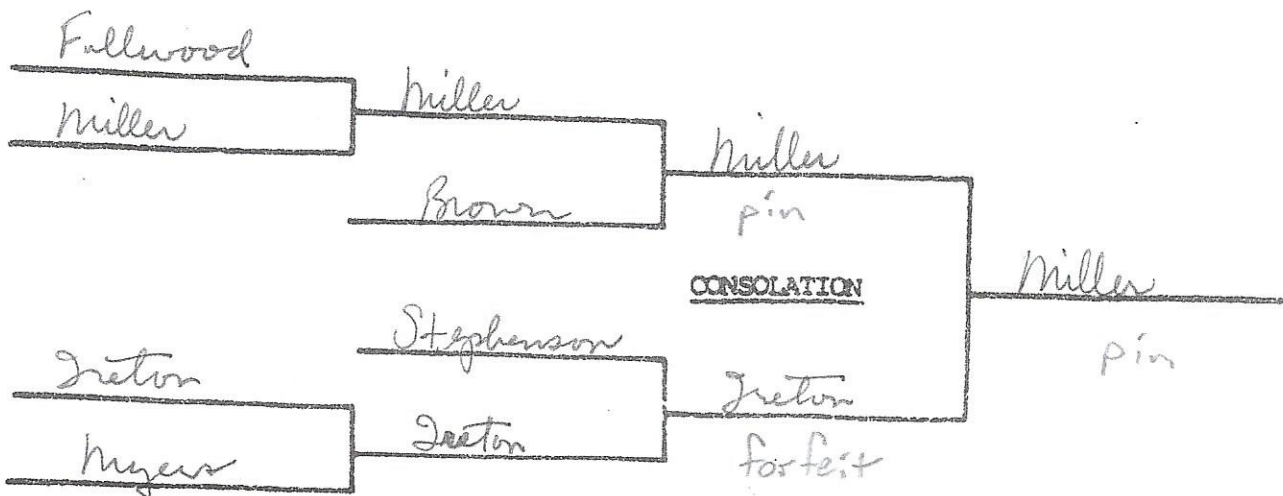 Fullwood
Miller
Miller
Miller
Brown
pin
CONSOLATION
Miller
pin
Stephenson
Ireton
Ireton
Ireton
forfeit
Myers